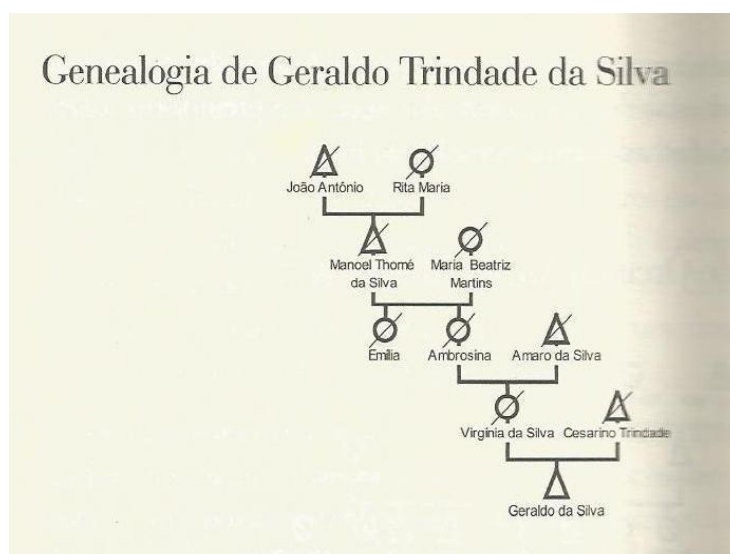 Genealogia de Geraldo Trindade da Silva
João Antônio Rita Maria
Manoel Thomé Maria Beatriz
da Silva Martins
Emília Ambrosina Amaro da Silva
Virgínia da Silva Cesarino Trindade
Geraldo da Silva